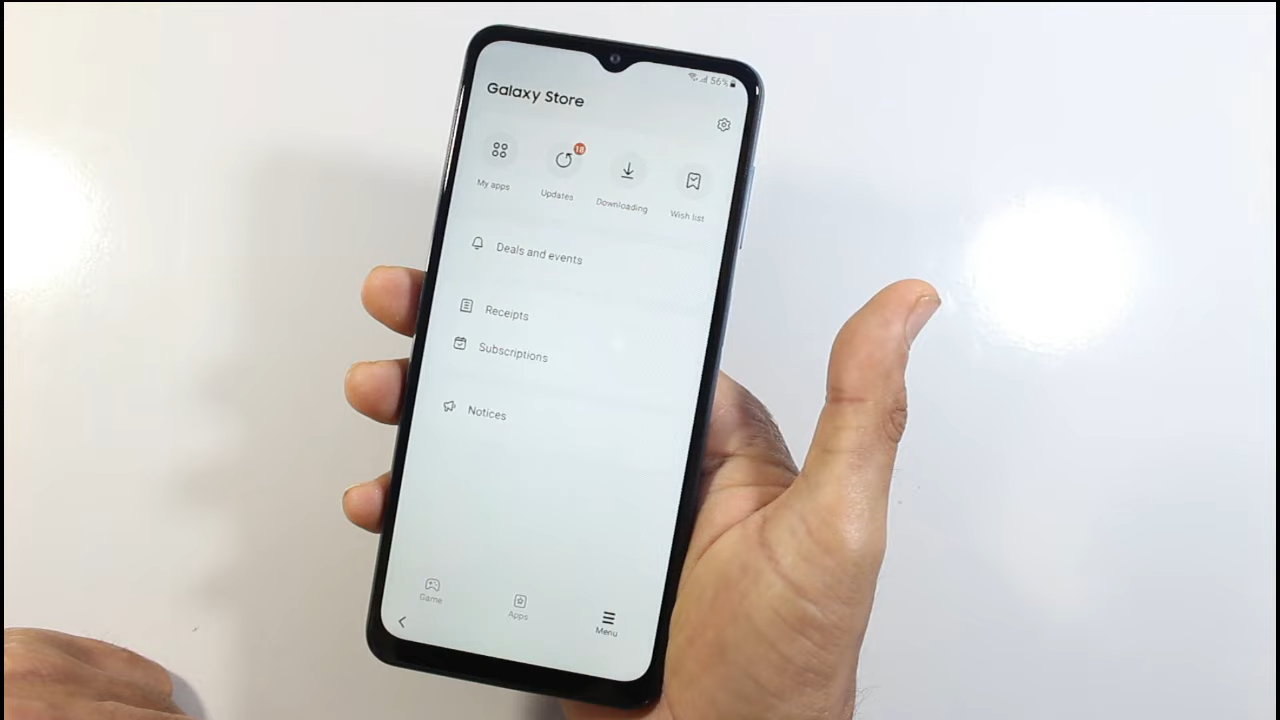 56%
Galaxy Store
18
My apps
Updates
Downloading
Wish list
Deals and events
Receipts
Subscriptions
Notices
Game
Apps
Menu